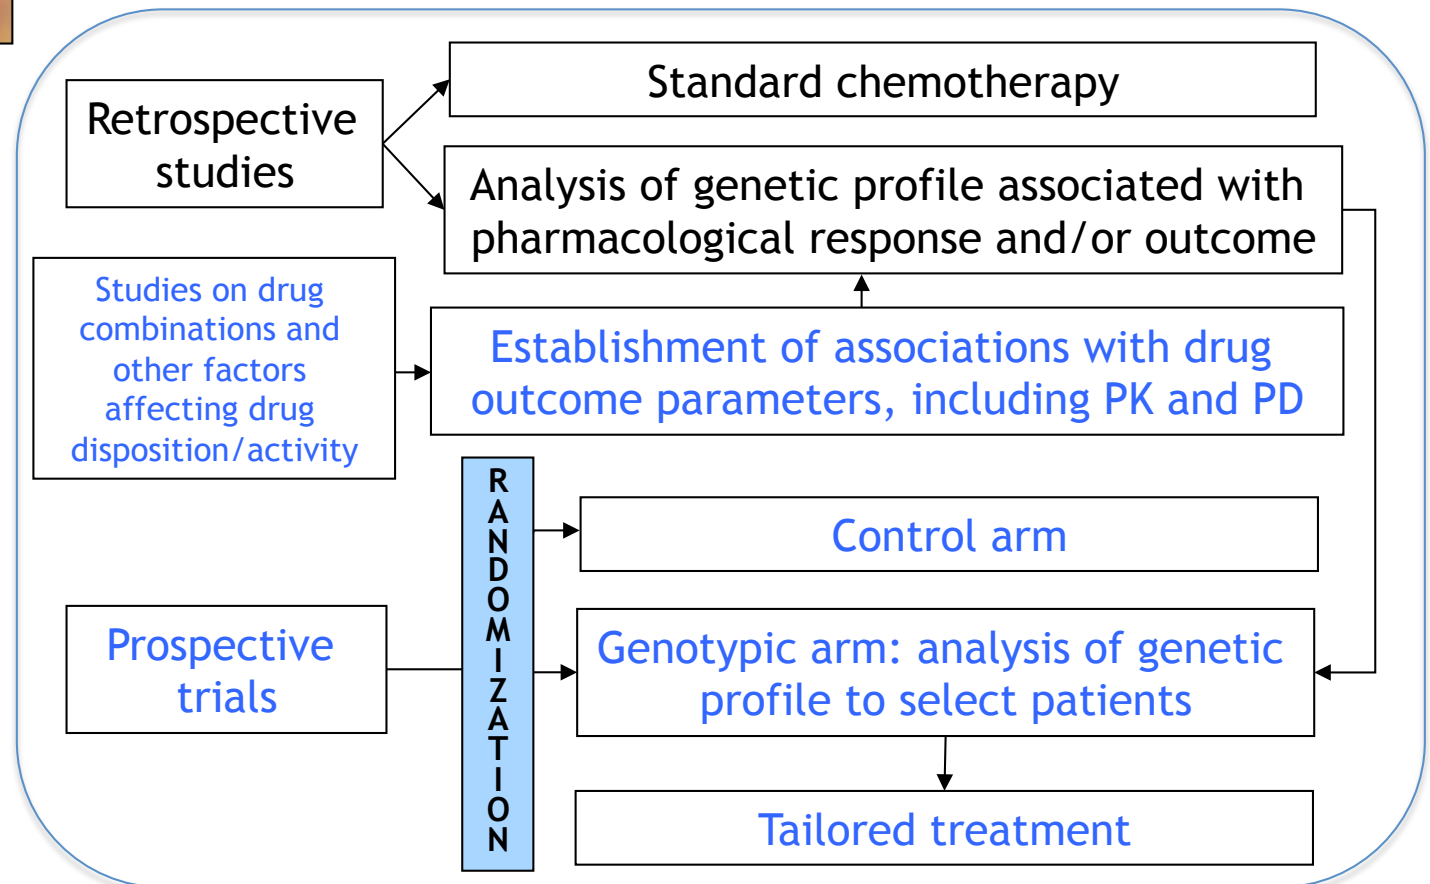 Standard chemotherapy
Retrospective
studies
Analysis of genetic profile associated with
pharmacological response and/or outcome
Studies on drug
combinations and
other factors
affecting drug
disposition/activity
Establishment of associations with drug
outcome parameters, including PK and PD
RANDOMIZATION
Control arm
Prospective
trials
Genotypic arm: analysis of genetic
profile to select patients
Tailored treatment